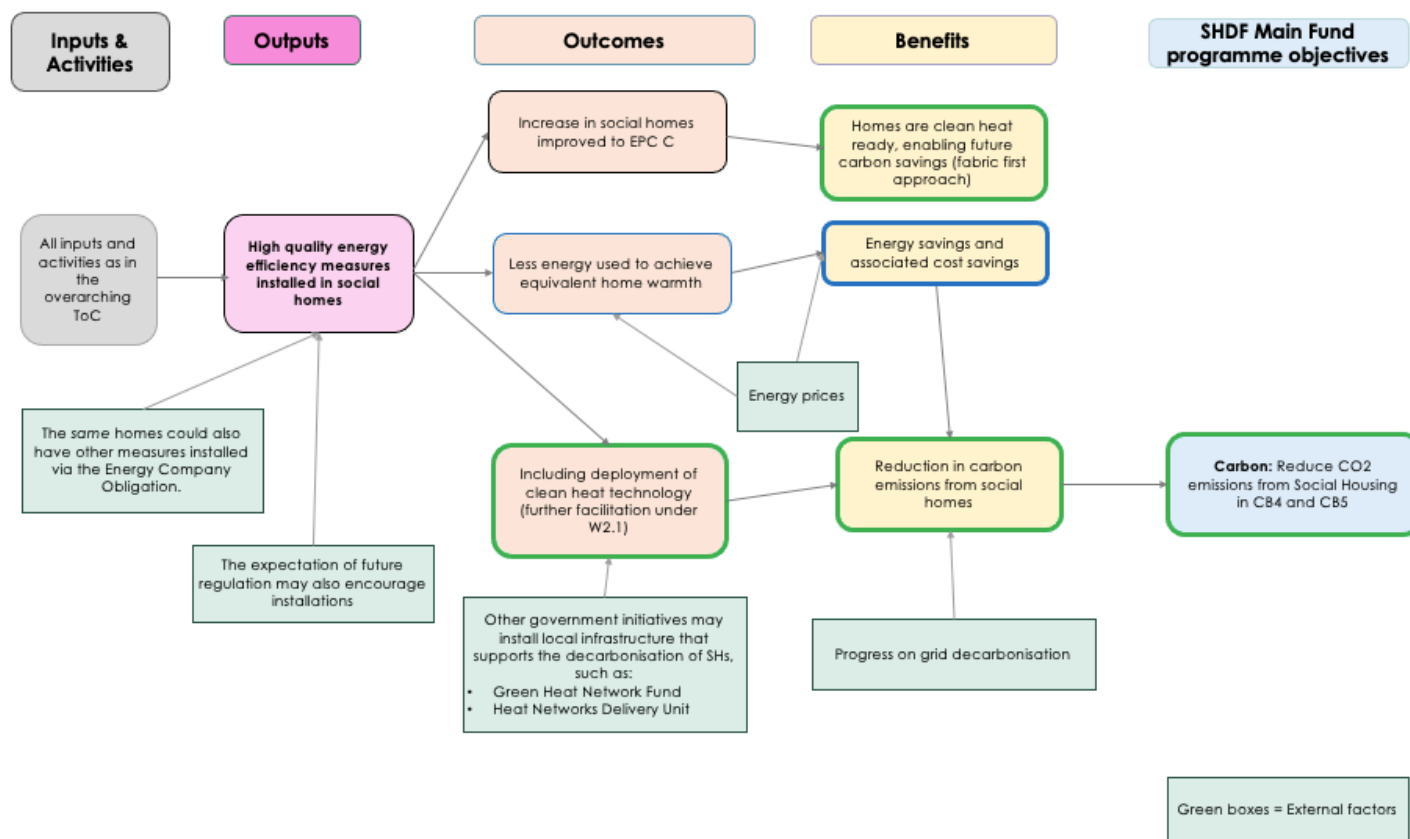 Inputs &
Activities
Outputs
Outcomes
Benefits
SHDF Main Fund
programme objectives
Increase in social homes
improved to EPC C
Homes are clean heat
ready, enabling future
carbon savings (fabric first
approach)
All inputs and
activities as in
the
overarching
ToC
High quality energy
efficiency measures
installed in social
homes
Less energy used to achieve
equivalent home warmth
Energy savings and
associated cost savings
Energy prices
The same homes could also
have other measures installed
via the Energy Company
Obligation.
Including deployment of
clean heat technology
(further facilitation under
W2.1)
Reduction in carbon
emissions from social
homes
Carbon: Reduce CO2
emissions from Social Housing
in CB4 and CB5
The expectation of future
regulation may also encourage
installations
Other government initiatives may
install local infrastructure that
supports the decarbonisation of SHs,
such as:
• Green Heat Network Fund
• Heat Networks Delivery Unit
Progress on grid decarbonisation
Green boxes = External factors